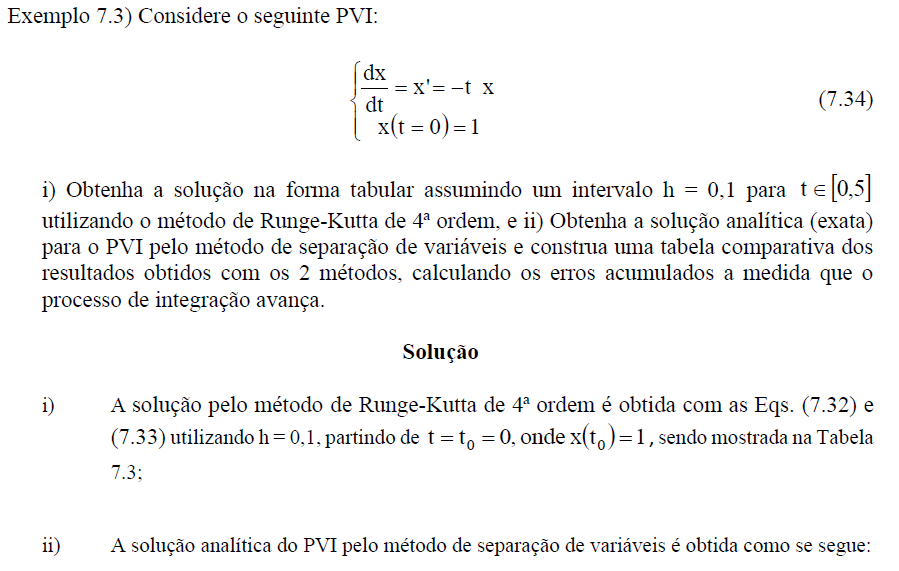 Exemplo 7.3) Considere o seguinte PVI:
dx/dt = x'= −t x
x(t = 0) = 1
(7.34)
i) Obtenha a solução na forma tabular assumindo um intervalo h = 0,1 para t ∈ [0,5]
utilizando o método de Runge-Kutta de 4ª ordem, e ii) Obtenha a solução analítica (exata)
para o PVI pelo método de separação de variáveis e construa uma tabela comparativa dos
resultados obtidos com os 2 métodos, calculando os erros acumulados a medida que o
processo de integração avança.
Solução
i) A solução pelo método de Runge-Kutta de 4ª ordem é obtida com as Eqs. (7.32) e
(7.33) utilizando h = 0,1, partindo de t = t₀ = 0, onde x(t₀) = 1, sendo mostrada na Tabela
7.3;
ii) A solução analítica do PVI pelo método de separação de variáveis é obtida como se segue: